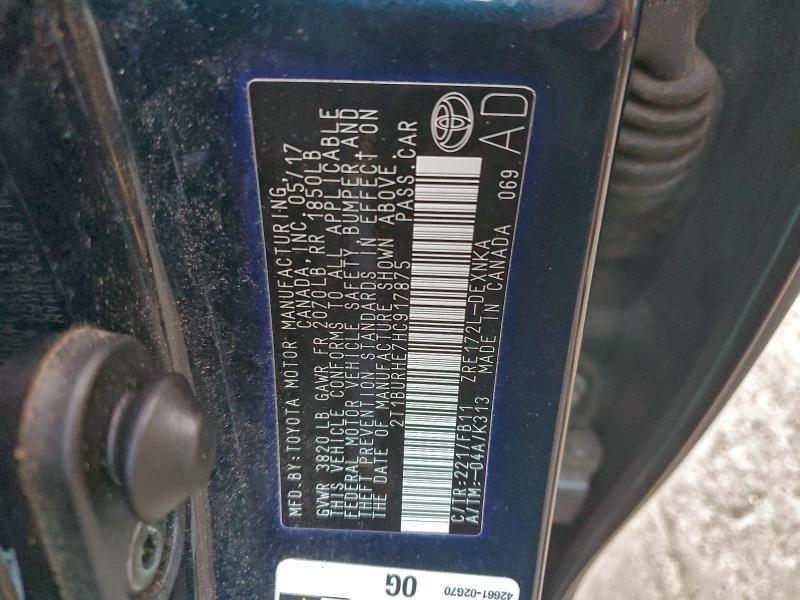 MFD.BY:TOYOTA MOTOR MANUFACTURING,
CANADA, INC. 05/17
GVWR 3820 LB GAWR FR 2070LB RR 1850LB
THIS VEHICLE CONFORMS TO ALL APPLICABLE
FEDERAL MOTOR VEHICLE SAFETY, BUMPER AND
THEFT PREVENTION STANDARDS IN EFFECT ON
THE DATE OF MANUFACTURE SHOWN ABOVE.
2T1BURHE7HC917875 PASS.CAR
C/TR:221/FB11 ZRE172L-DEXNKA
A/TM:-04A/K313 MADE IN CANADA 069
AD
0G
42661-02G70